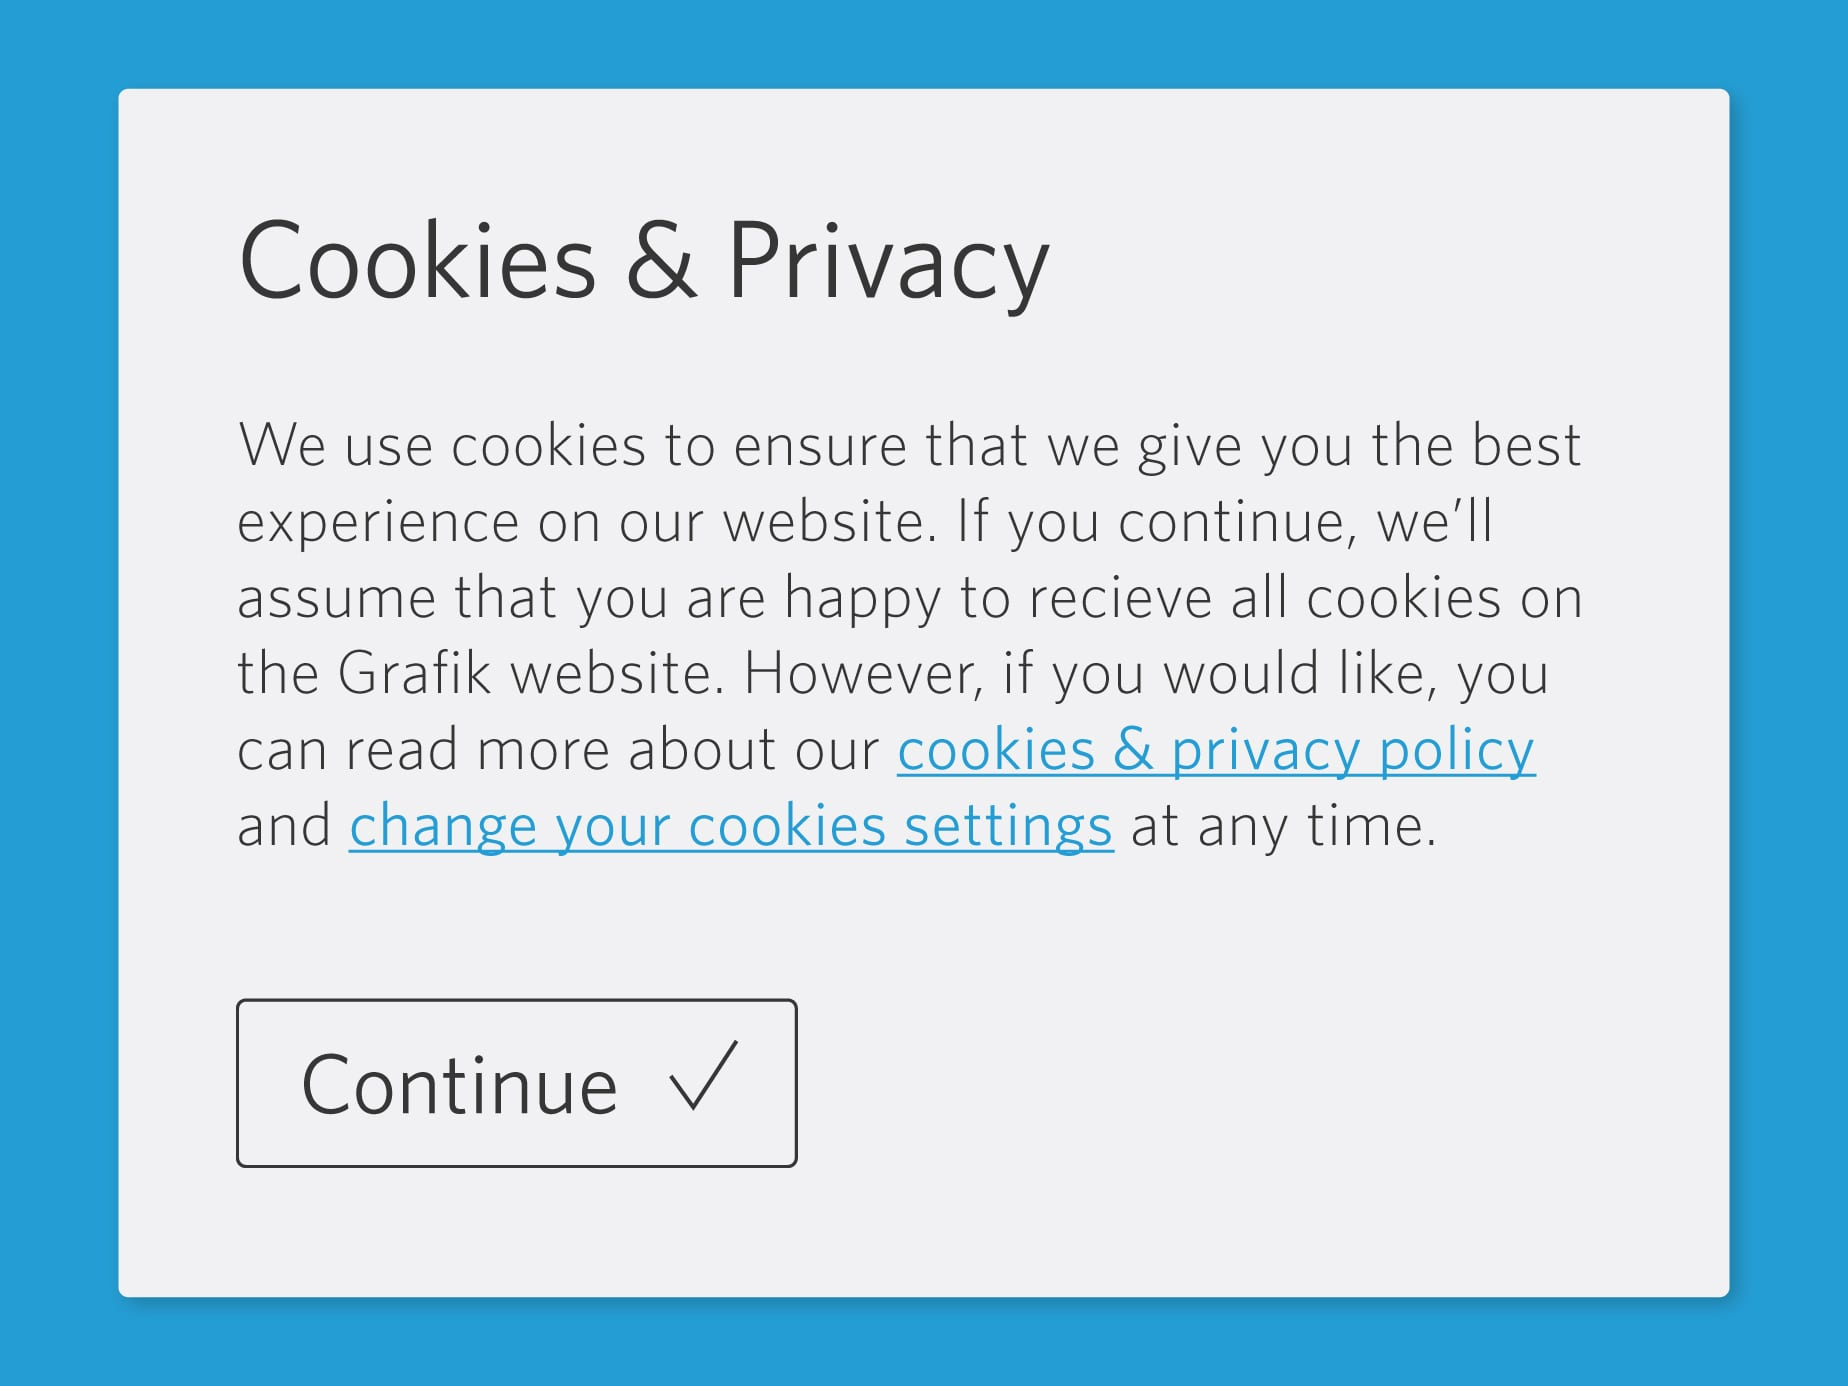 Cookies & Privacy
We use cookies to ensure that we give you the best
experience on our website. If you continue, we’ll
assume that you are happy to recieve all cookies on
the Grafik website. However, if you would like, you
can read more about our cookies & privacy policy
and change your cookies settings at any time.
Continue